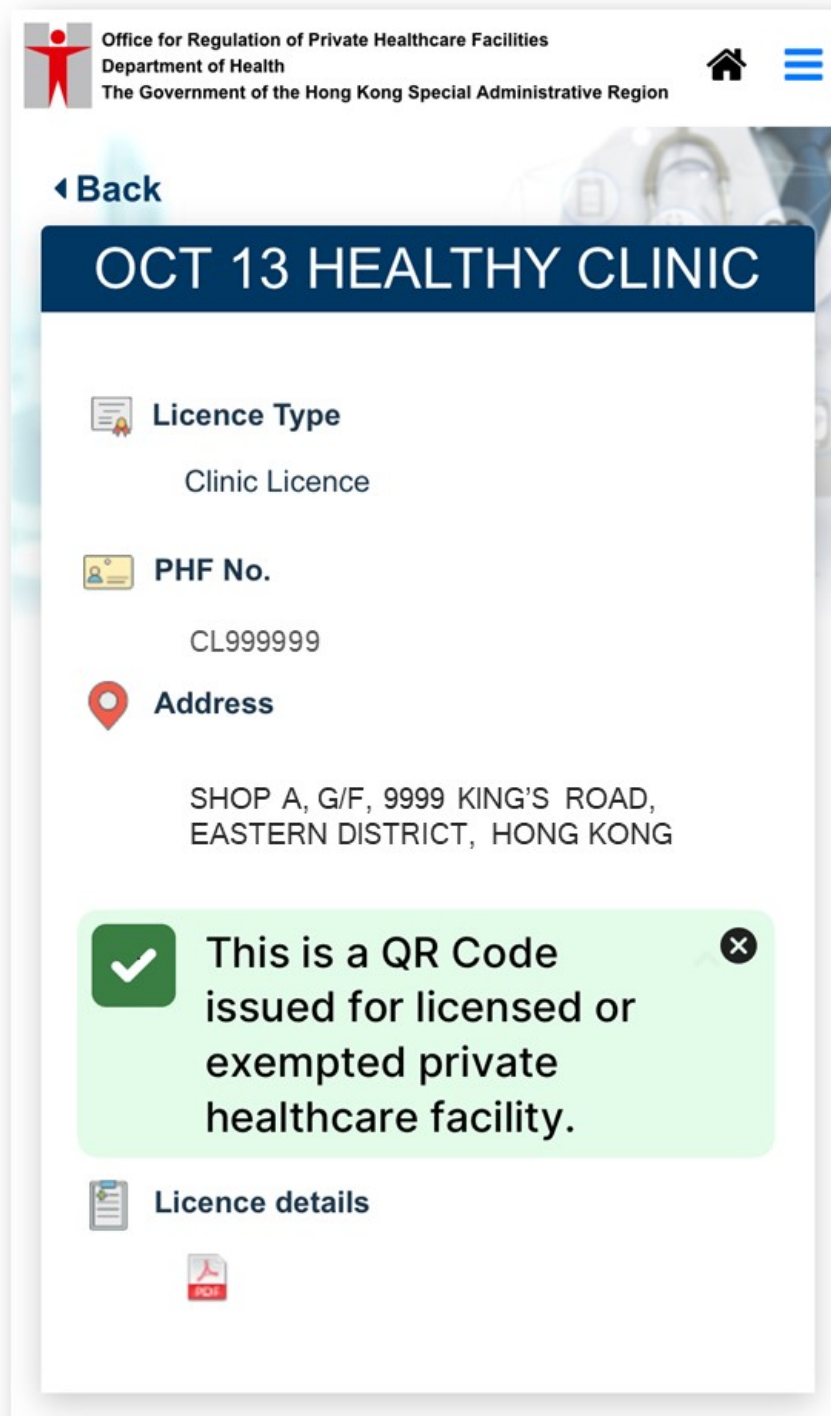 Office for Regulation of Private Healthcare Facilities
Department of Health
The Government of the Hong Kong Special Administrative Region
Back
OCT 13 HEALTHY CLINIC
Licence Type
Clinic Licence
PHF No.
CL999999
Address
SHOP A, G/F, 9999 KING'S ROAD,
EASTERN DISTRICT, HONG KONG
This is a QR Code
issued for licensed or
exempted private
healthcare facility.
Licence details
PDF